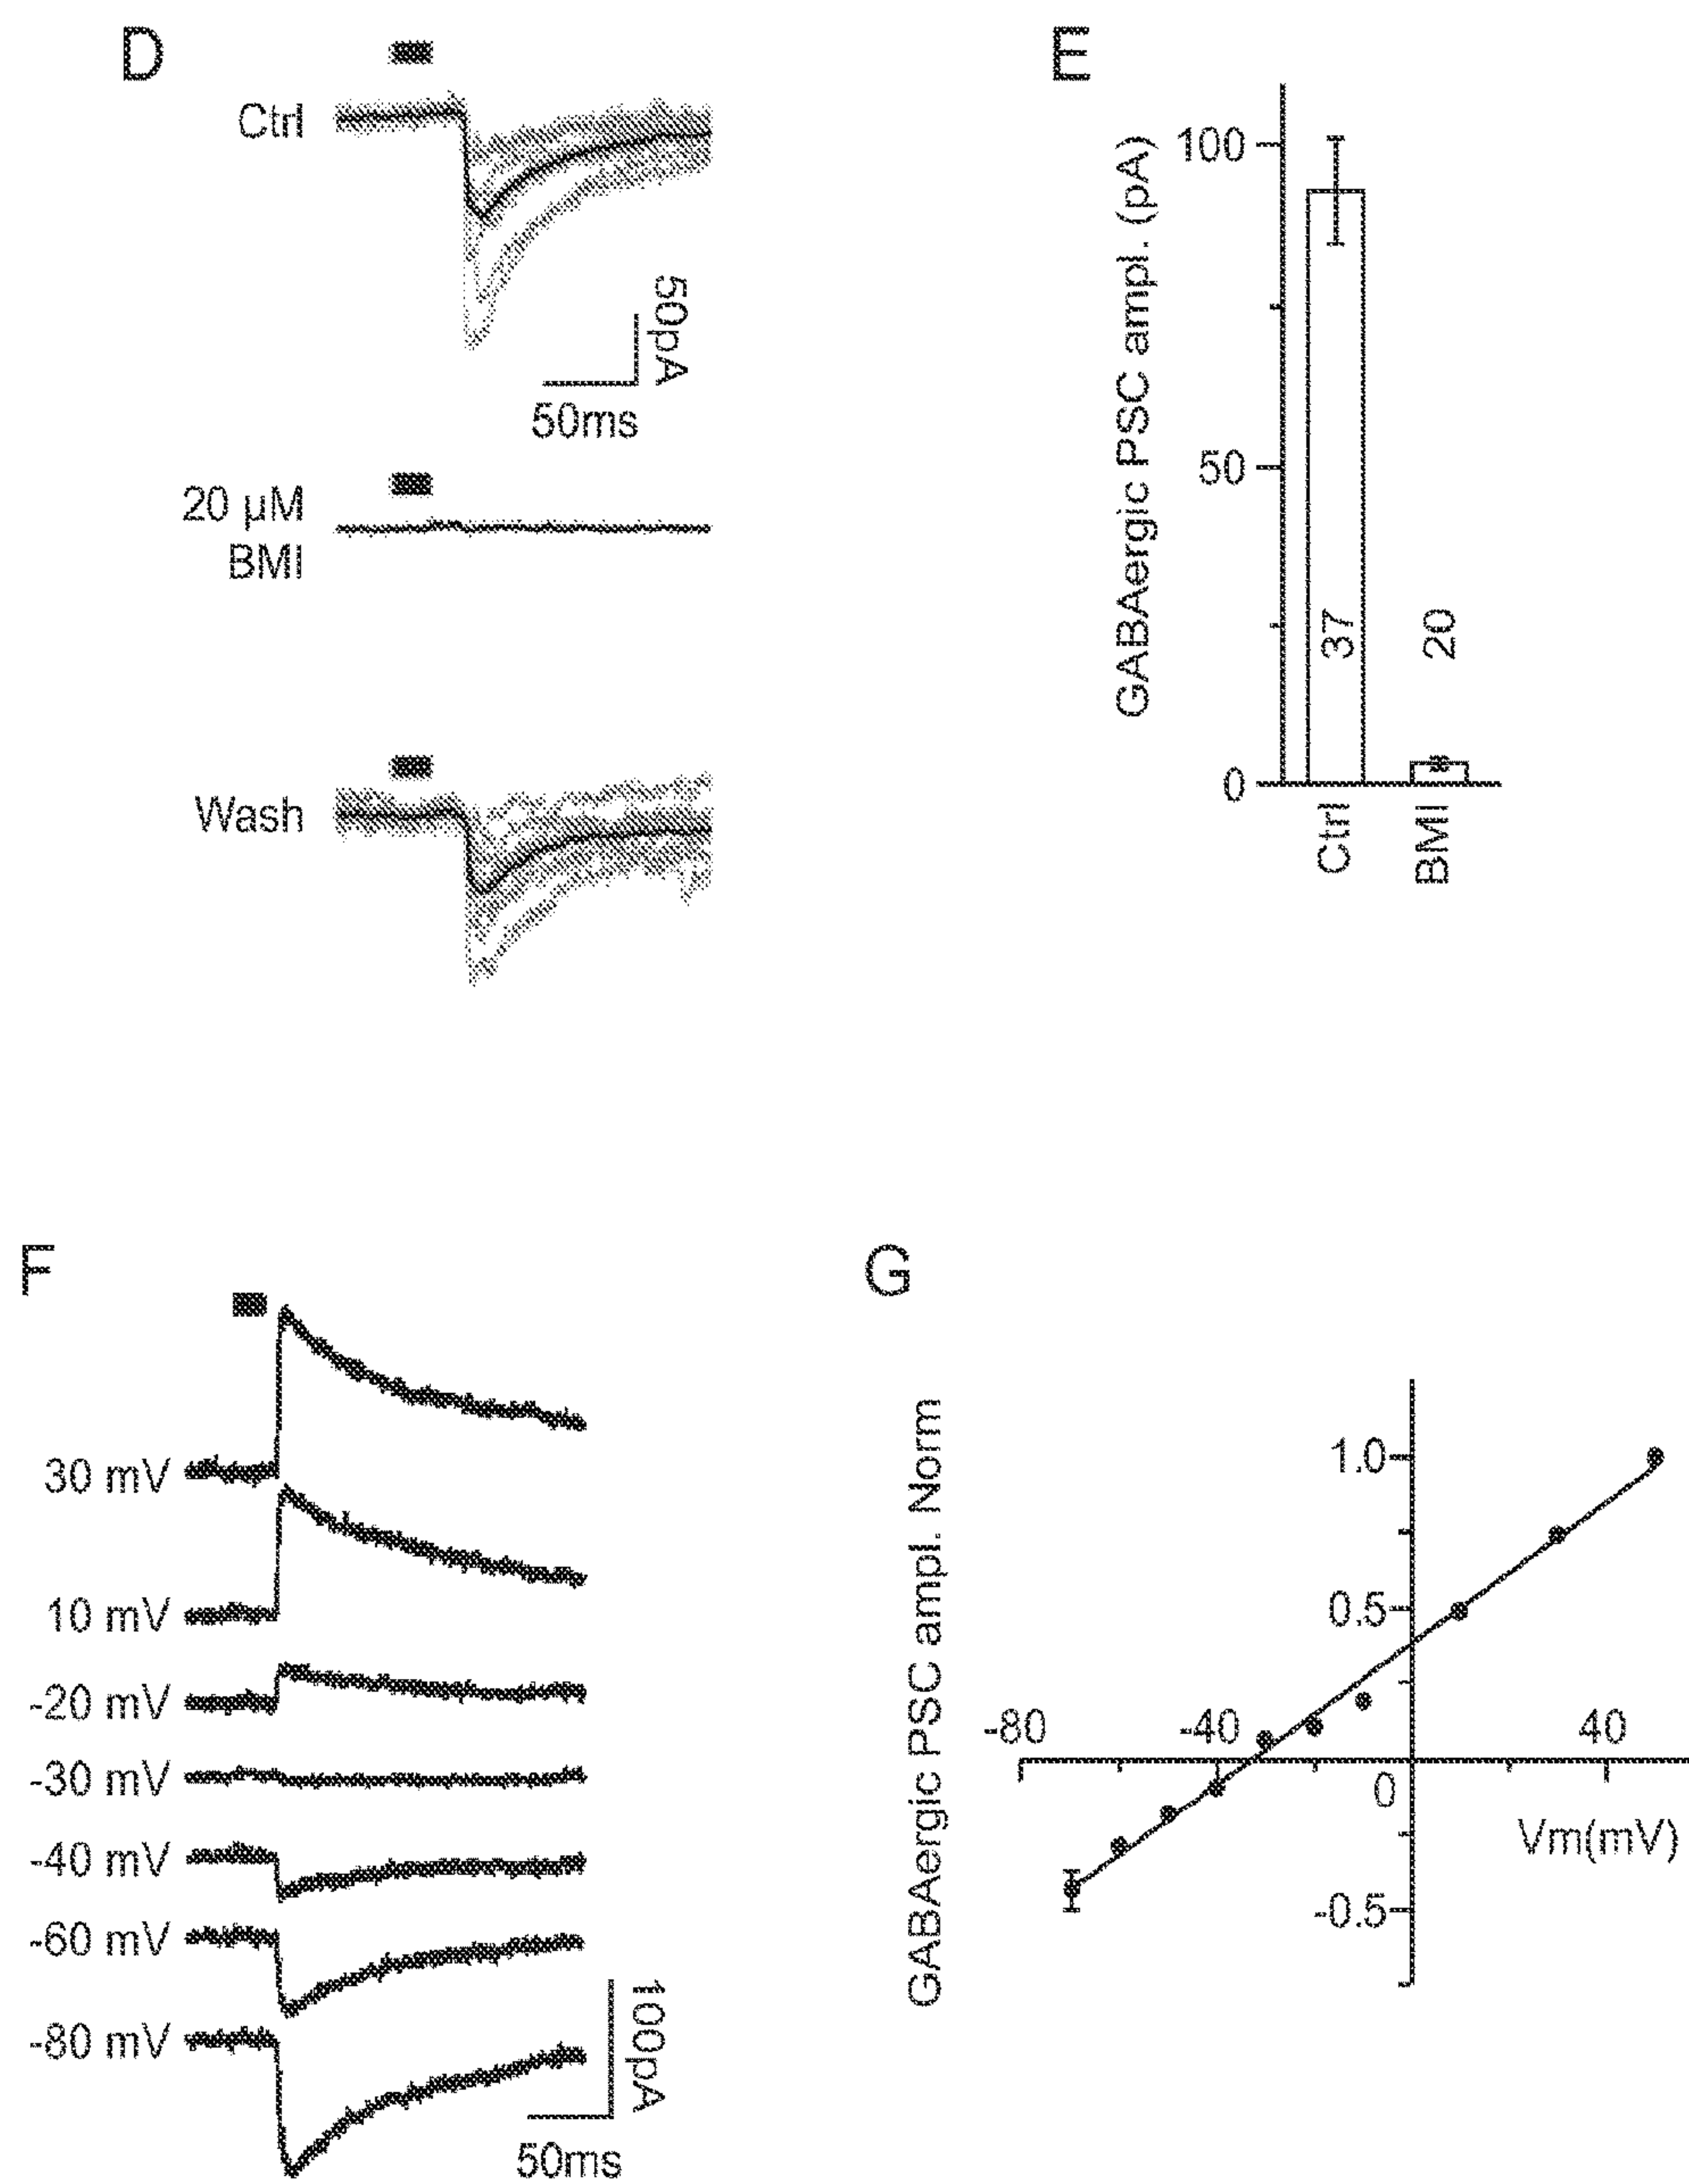 D
Ctrl
50pA
50ms
20 µM
BMI
Wash
E
GABAergic PSC ampl. (pA)
100
50
0
37
20
Ctrl
BMI
F
30 mV
10 mV
-20 mV
-30 mV
-40 mV
-60 mV
-80 mV
100pA
50ms
G
GABAergic PSC ampl. Norm
1.0
0.5
-80
-40
40
0
Vm(mV)
-0.5